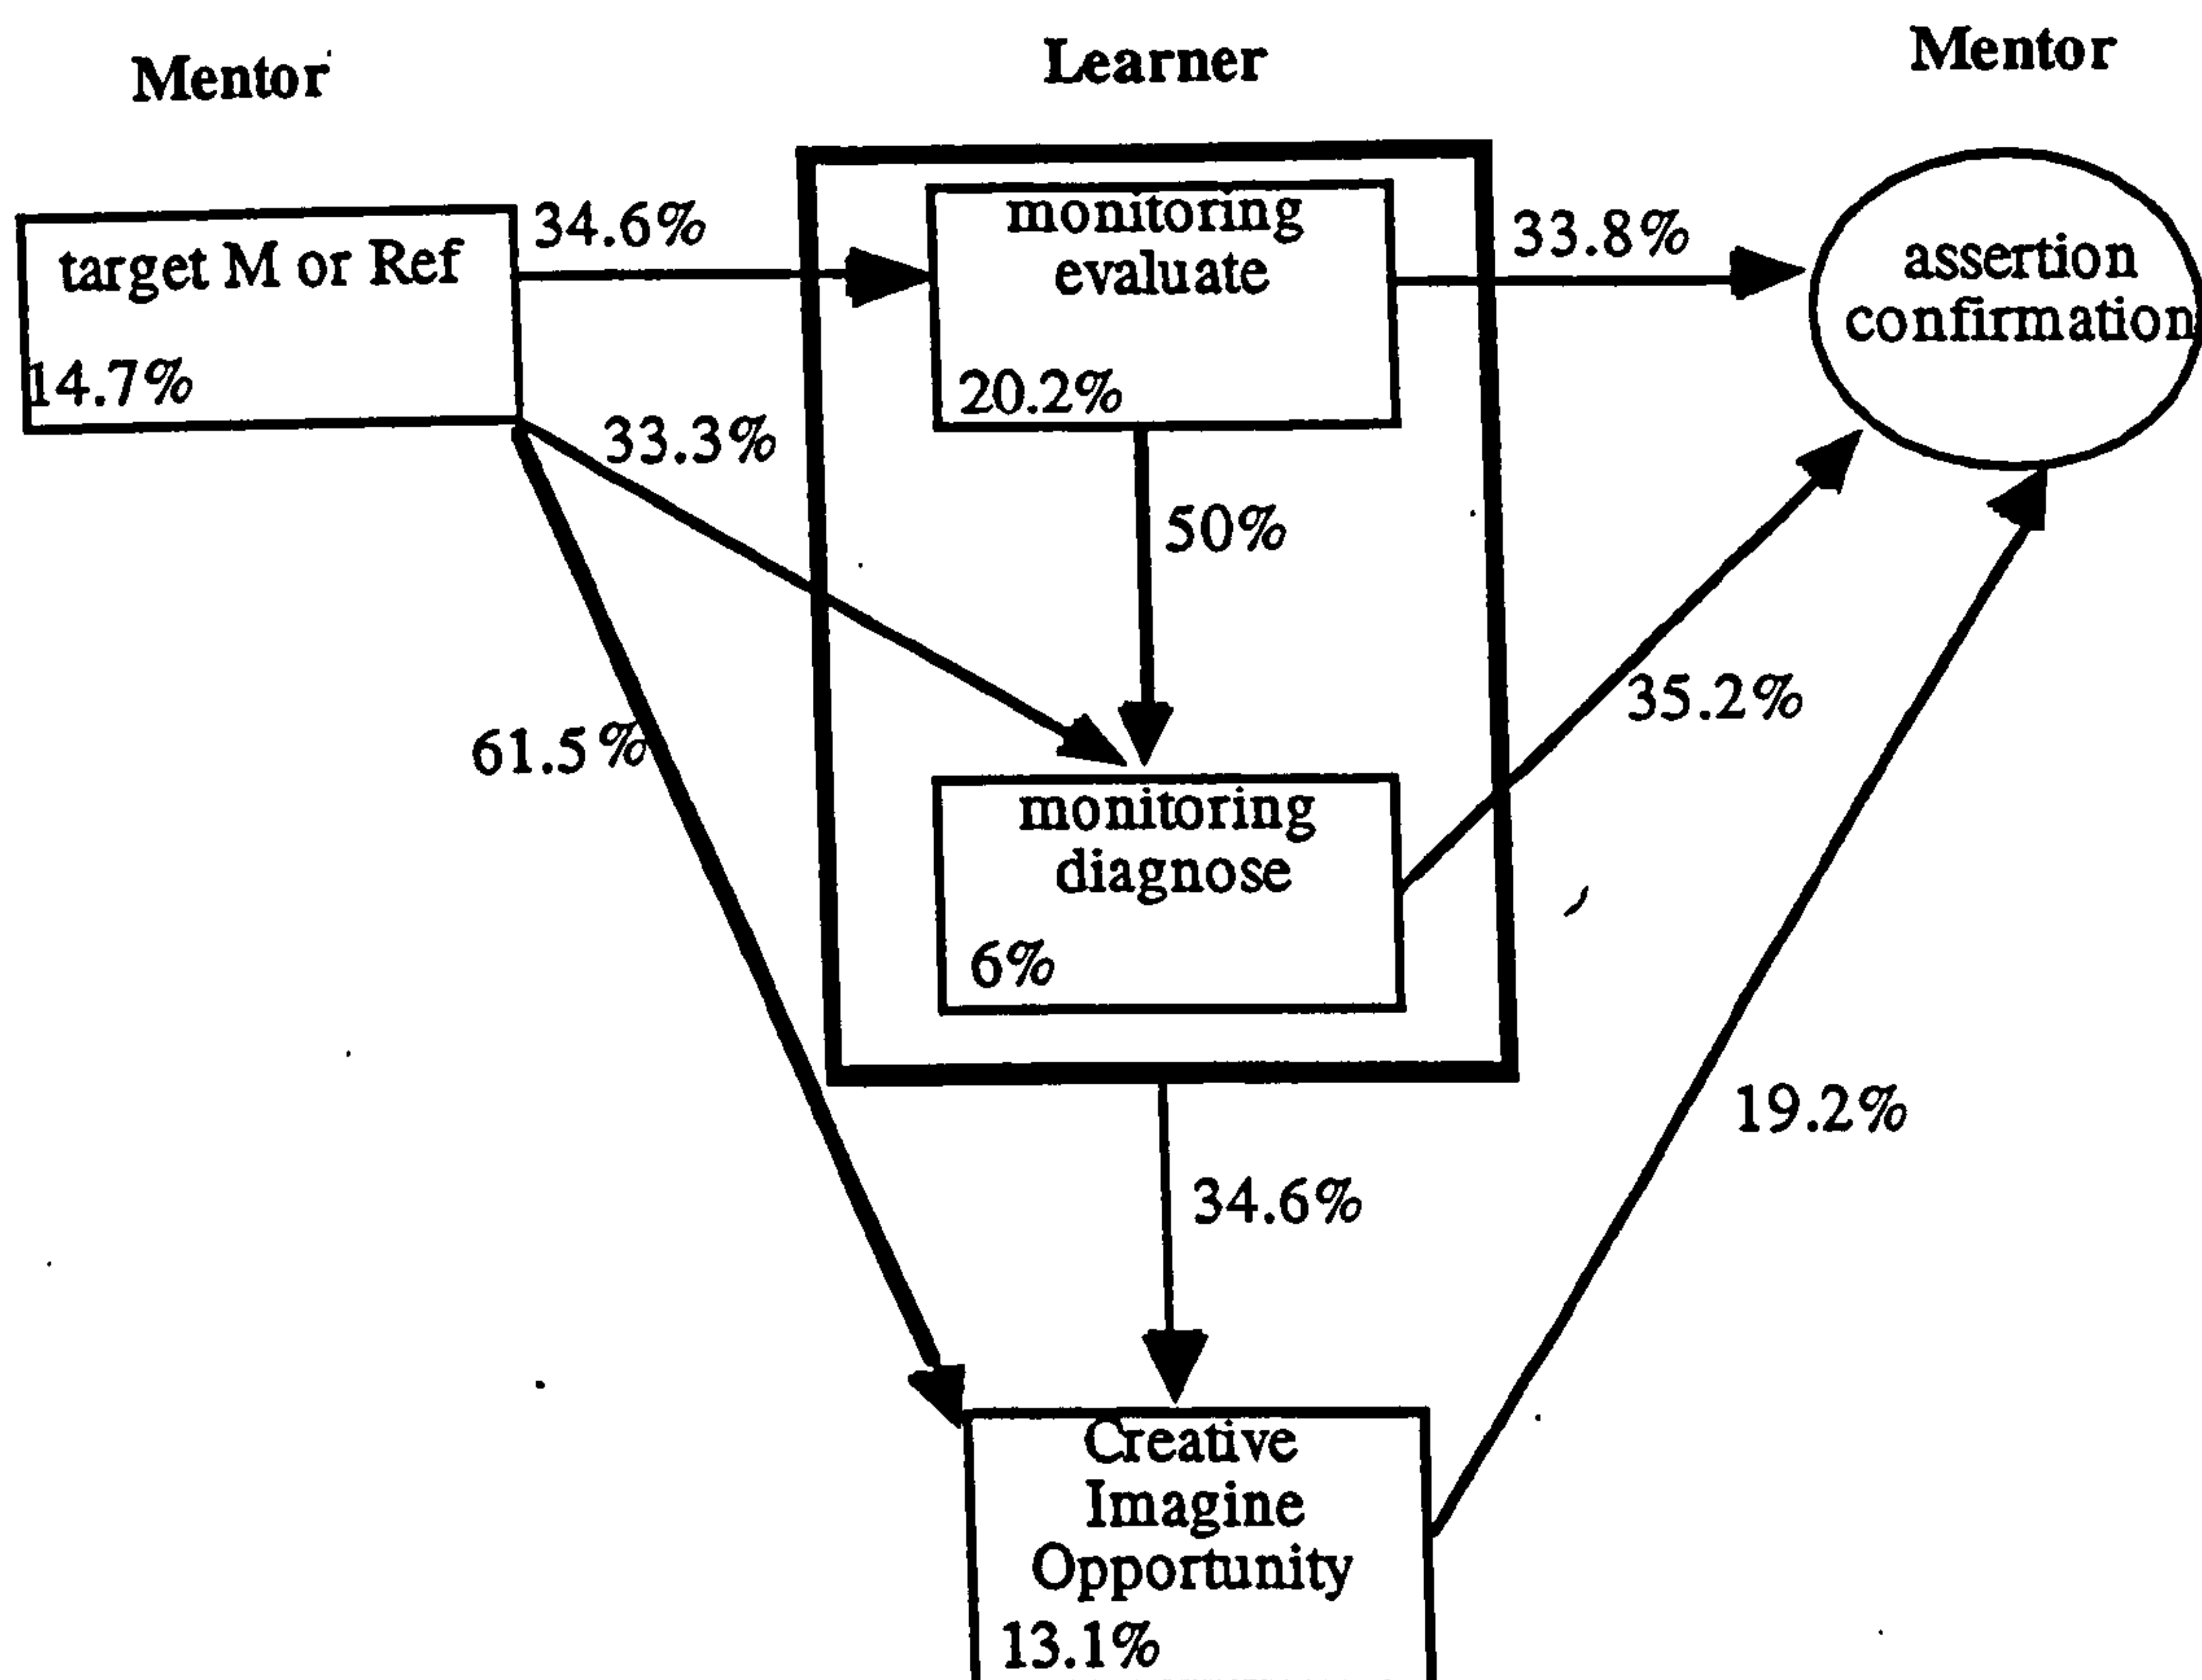 Mentor
Learner
Mentor
target M or Ref
14.7%
34.6%
monitoring
evaluate
20.2%
33.8%
assertion
confirmation
33.3%
50%
61.5%
35.2%
monitoring
diagnose
6%
19.2%
34.6%
Creative
Imagine
Opportunity
13.1%